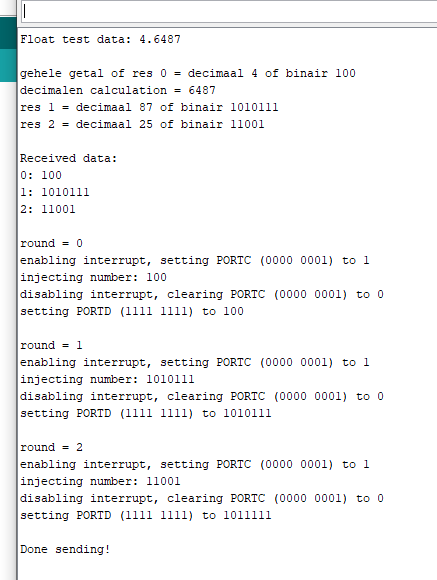 Float test data: 4.6487
gehele getal of res 0 = decimaal 4 of binair 100
decimalen calculation = 6487
res 1 = decimaal 87 of binair 1010111
res 2 = decimaal 25 of binair 11001
Received data:
0: 100
1: 1010111
2: 11001
round = 0
enabling interrupt, setting PORTC (0000 0001) to 1
injecting number: 100
disabling interrupt, clearing PORTC (0000 0001) to 0
setting PORTD (1111 1111) to 100
round = 1
enabling interrupt, setting PORTC (0000 0001) to 1
injecting number: 1010111
disabling interrupt, clearing PORTC (0000 0001) to 0
setting PORTD (1111 1111) to 1010111
round = 2
enabling interrupt, setting PORTC (0000 0001) to 1
injecting number: 11001
disabling interrupt, clearing PORTC (0000 0001) to 0
setting PORTD (1111 1111) to 1011111
Done sending!